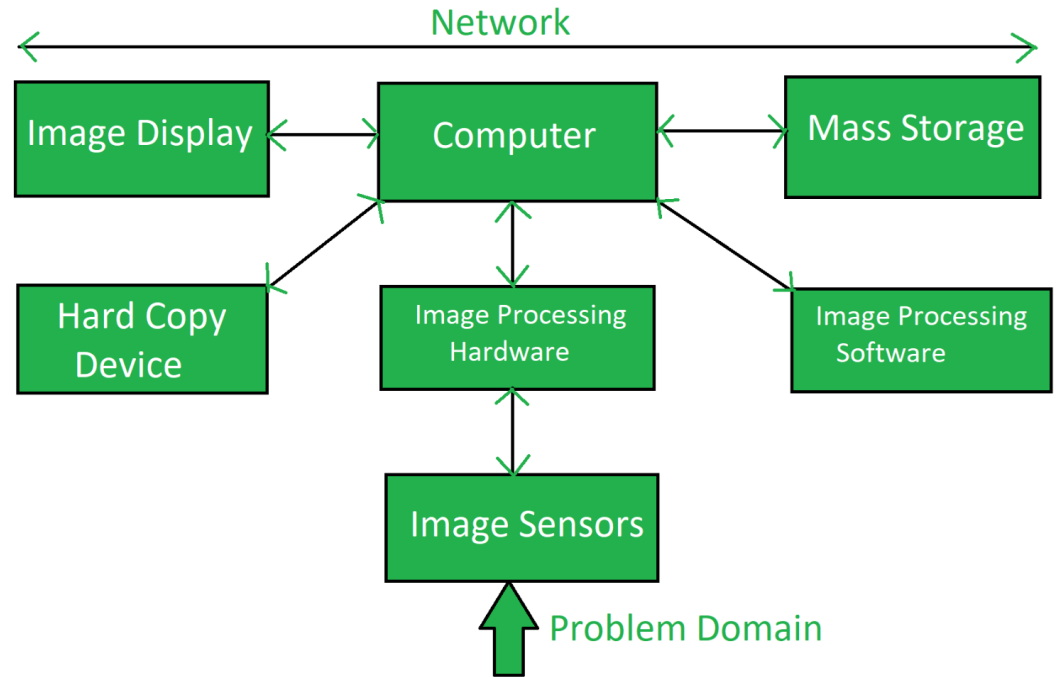 Network
Image Display
Computer
Mass Storage
Hard Copy
Device
Image Processing
Hardware
Image Processing
Software
Image Sensors
Problem Domain